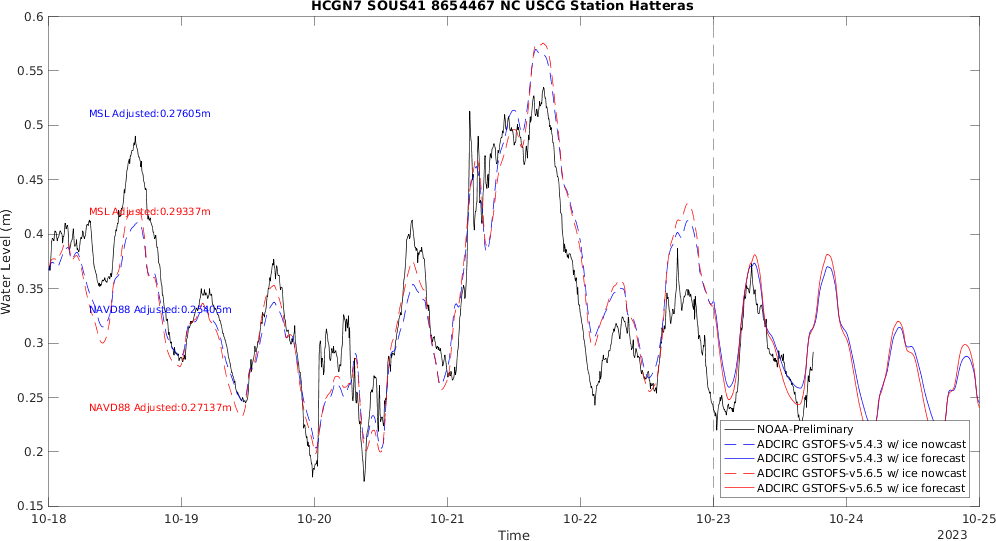 HCGN7 SOUS41 8654467 NC USCG Station Hatteras
0.6
0.55
0.5
0.45
0.4
0.35
0.3
0.25
0.2
0.15
Water Level (m)
MSL Adjusted:0.27605m
MSL Adjusted:0.29337m
NAVD88 Adjusted:0.25405m
NAVD88 Adjusted:0.27137m
NOAA-Preliminary
ADCIRC GSTOFS-v5.4.3 w/ ice nowcast
ADCIRC GSTOFS-v5.4.3 w/ ice forecast
ADCIRC GSTOFS-v5.6.5 w/ ice nowcast
ADCIRC GSTOFS-v5.6.5 w/ ice forecast
10-18 10-19 10-20 10-21 10-22 10-23 10-24 10-25
Time
2023